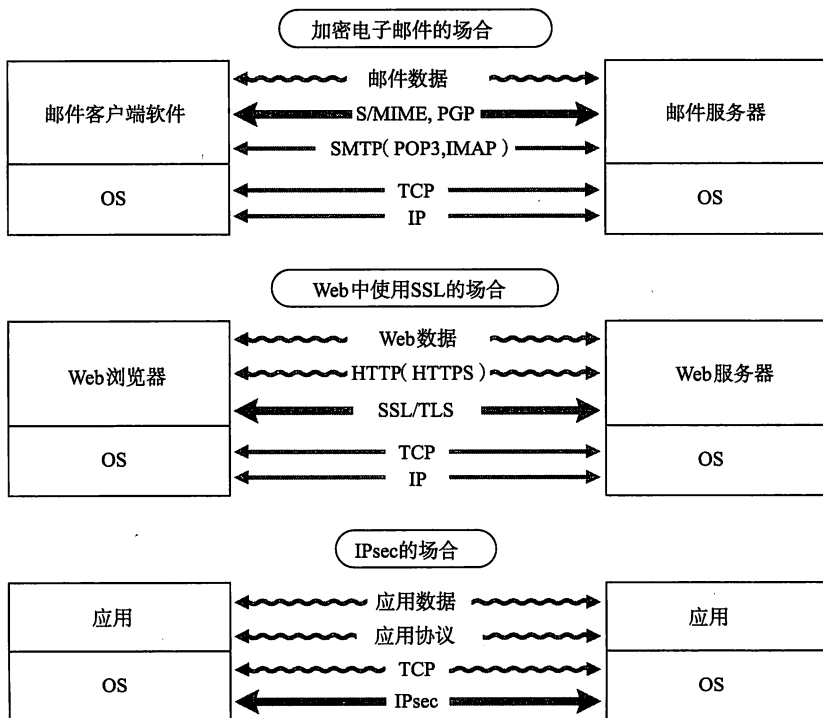 加密电子邮件的场合
邮件数据
邮件客户端软件
S/MIME, PGP
邮件服务器
SMTP( POP3,IMAP )
OS
TCP
OS
IP
Web中使用SSL的场合
Web数据
Web浏览器
HTTP( HTTPS )
Web服务器
SSL/TLS
OS
TCP
OS
IP
IPsec的场合
应用数据
应用
应用
应用协议
TCP
OS
OS
IPsec